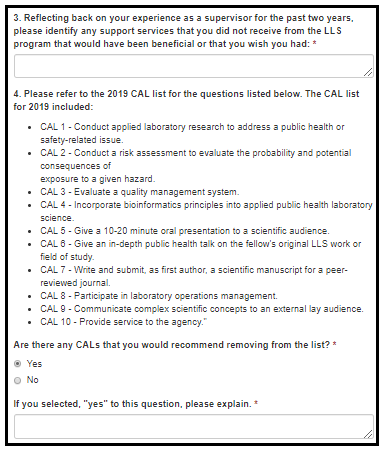 3. Reflecting back on your experience as a supervisor for the past two years,
please identify any support services that you did not receive from the LLS
program that would have been beneficial or that you wish you had: *
4. Please refer to the 2019 CAL list for the questions listed below. The CAL list
for 2019 included:
• CAL 1 - Conduct applied laboratory research to address a public health or
safety-related issue.
• CAL 2 - Conduct a risk assessment to evaluate the probability and potential
consequences of
exposure to a given hazard.
• CAL 3 - Evaluate a quality management system.
• CAL 4 - Incorporate bioinformatics principles into applied public health laboratory
science.
• CAL 5 - Give a 10-20 minute oral presentation to a scientific audience.
• CAL 6 - Give an in-depth public health talk on the fellow's original LLS work or
field of study.
• CAL 7 - Write and submit, as first author, a scientific manuscript for a peer-
reviewed journal.
• CAL 8 - Participate in laboratory operations management.
• CAL 9 - Communicate complex scientific concepts to an external lay audience.
• CAL 10 - Provide service to the agency."
Are there any CALs that you would recommend removing from the list? *
Yes
No
If you selected, "yes" to this question, please explain. *